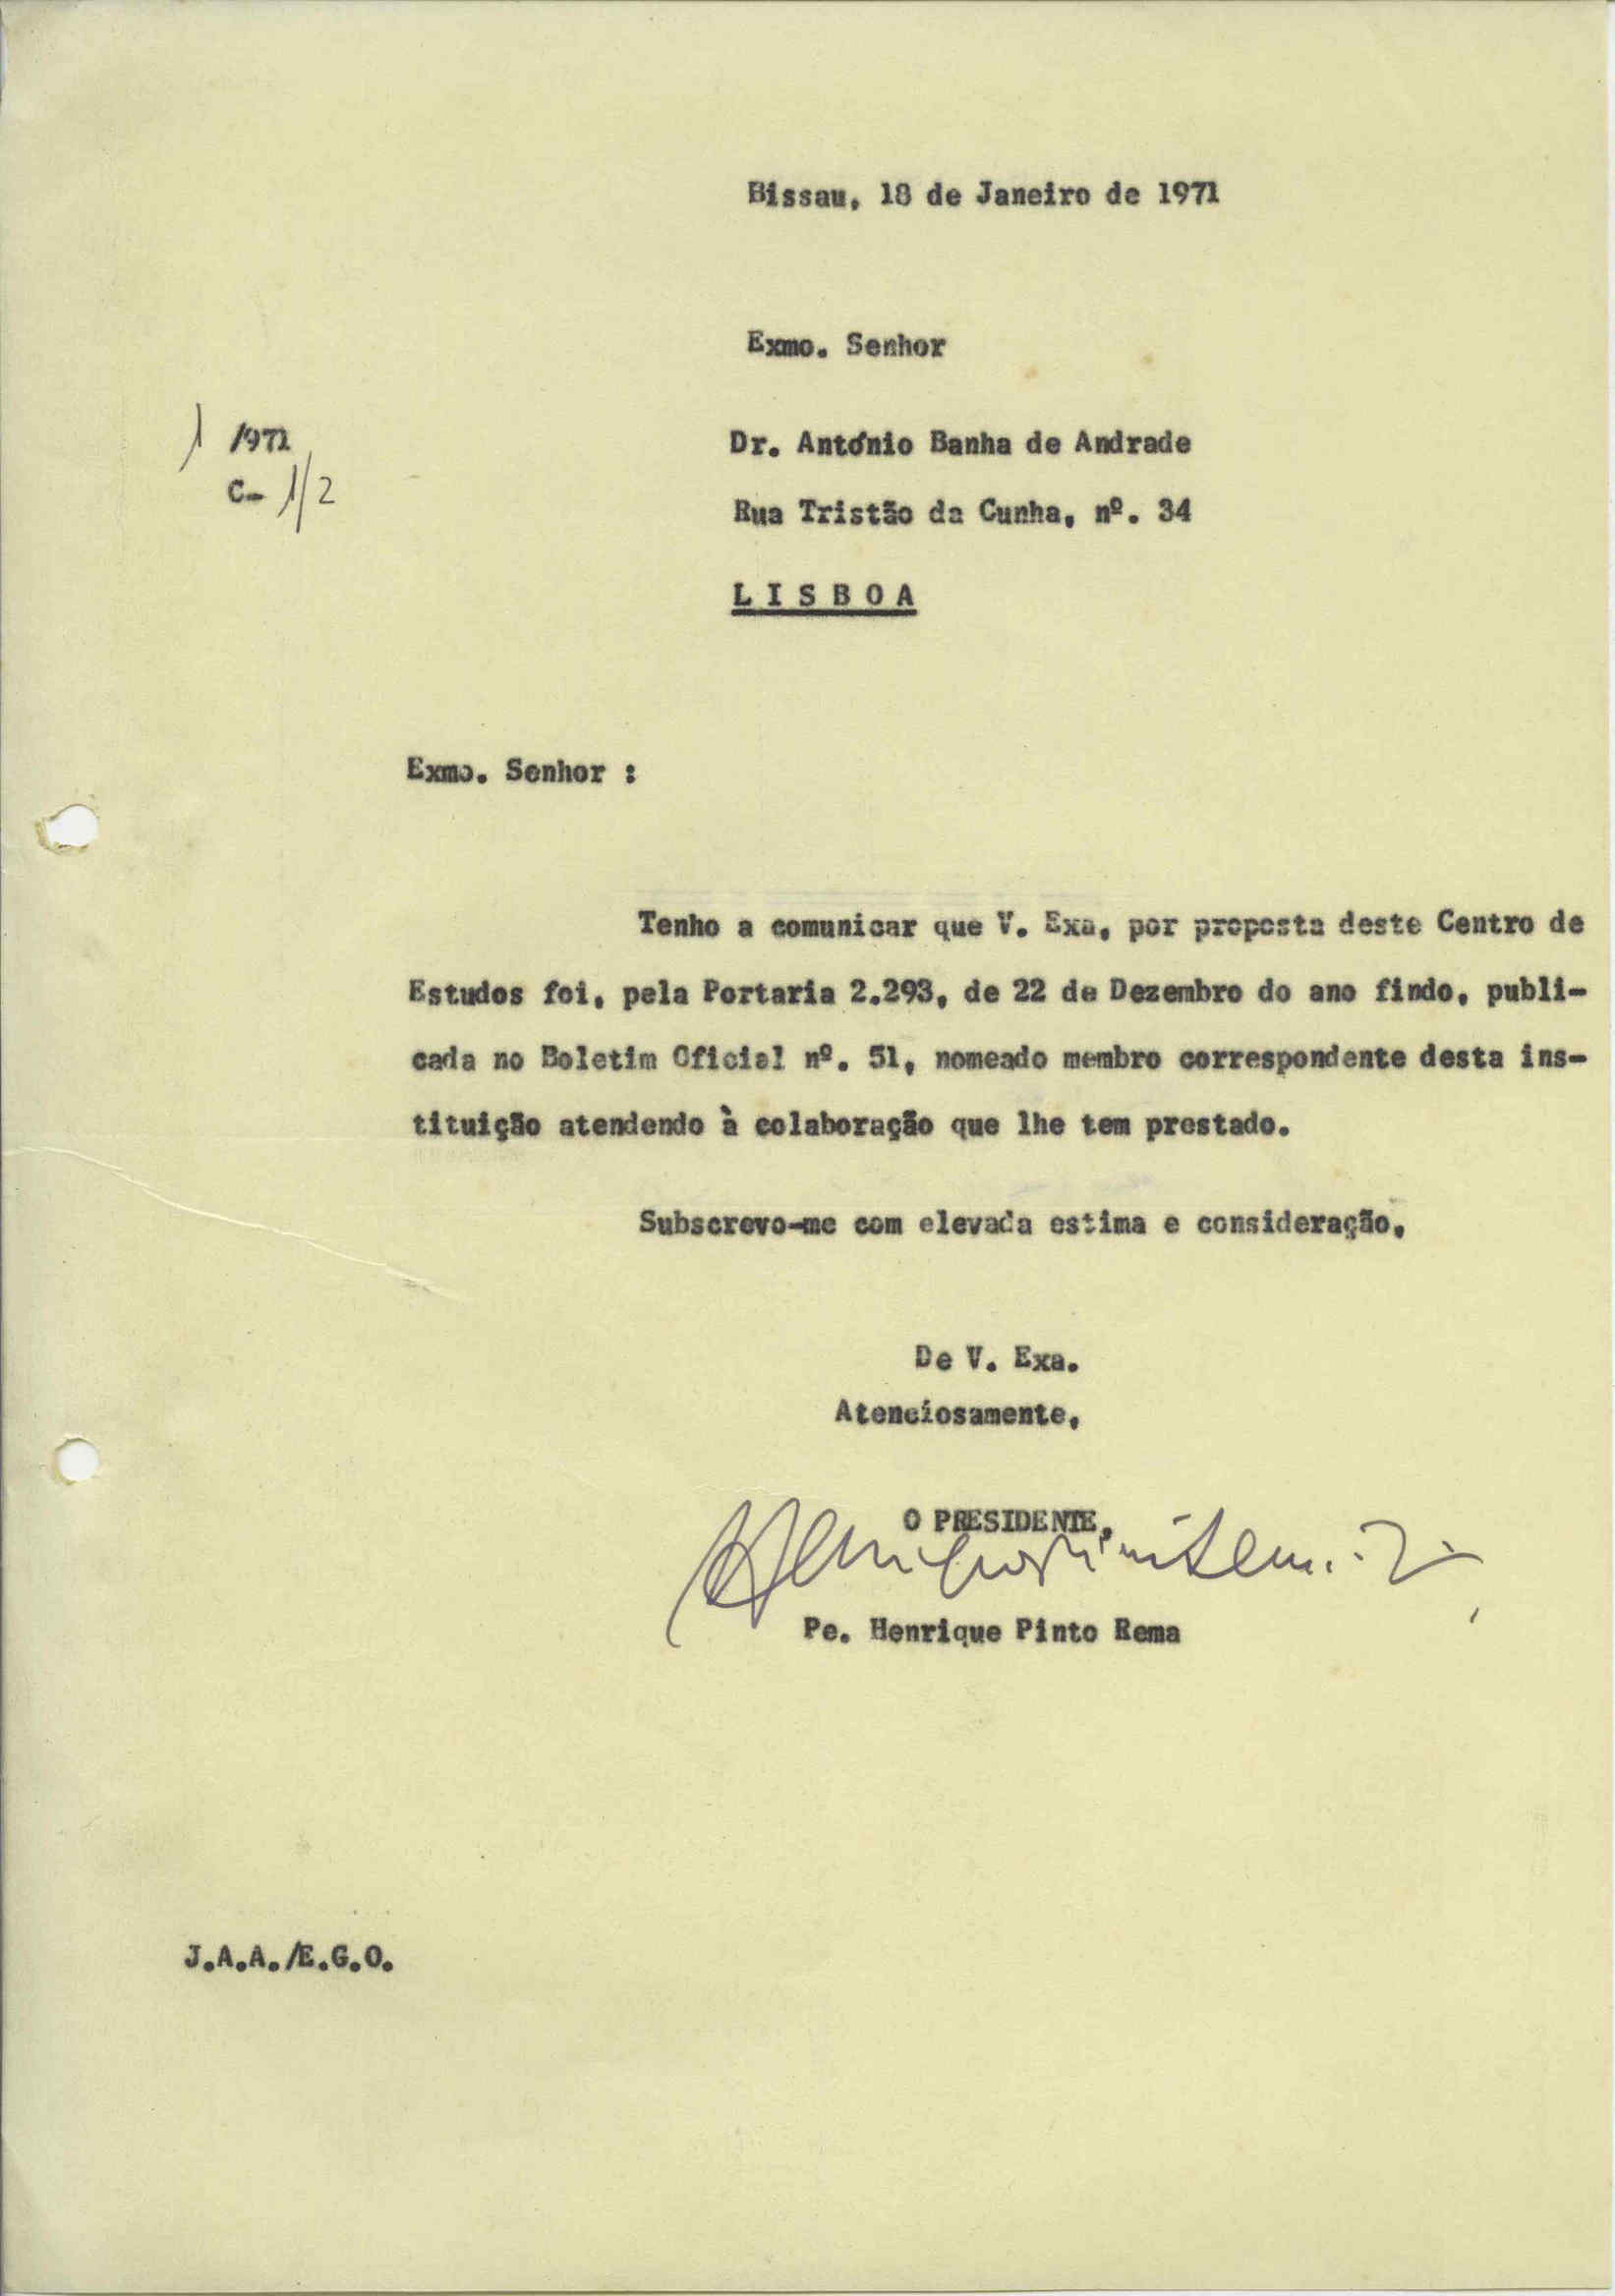 Bissau, 18 de Janeiro de 1971
Exmo. Senhor
1 /971
C- 1/2
Dr. António Banha de Andrade
Rua Tristão da Cunha, nº. 34
L I S B O A
Exmo. Senhor :
Tenho a comunicar que V. Exa, por proposta deste Centro de
Estudos foi, pela Portaria 2.293, de 22 de Dezembro do ano findo, publi-
cada no Boletim Oficial nº. 51, nomeado membro correspondente desta ins-
tituição atendendo à colaboração que lhe tem prestado.
Subscrevo-me com elevada estima e consideração,
De V. Exa.
Atenciosamente,
O PRESIDENTE,
Pe. Henrique Pinto Rema
J.A.A./E.G.O.